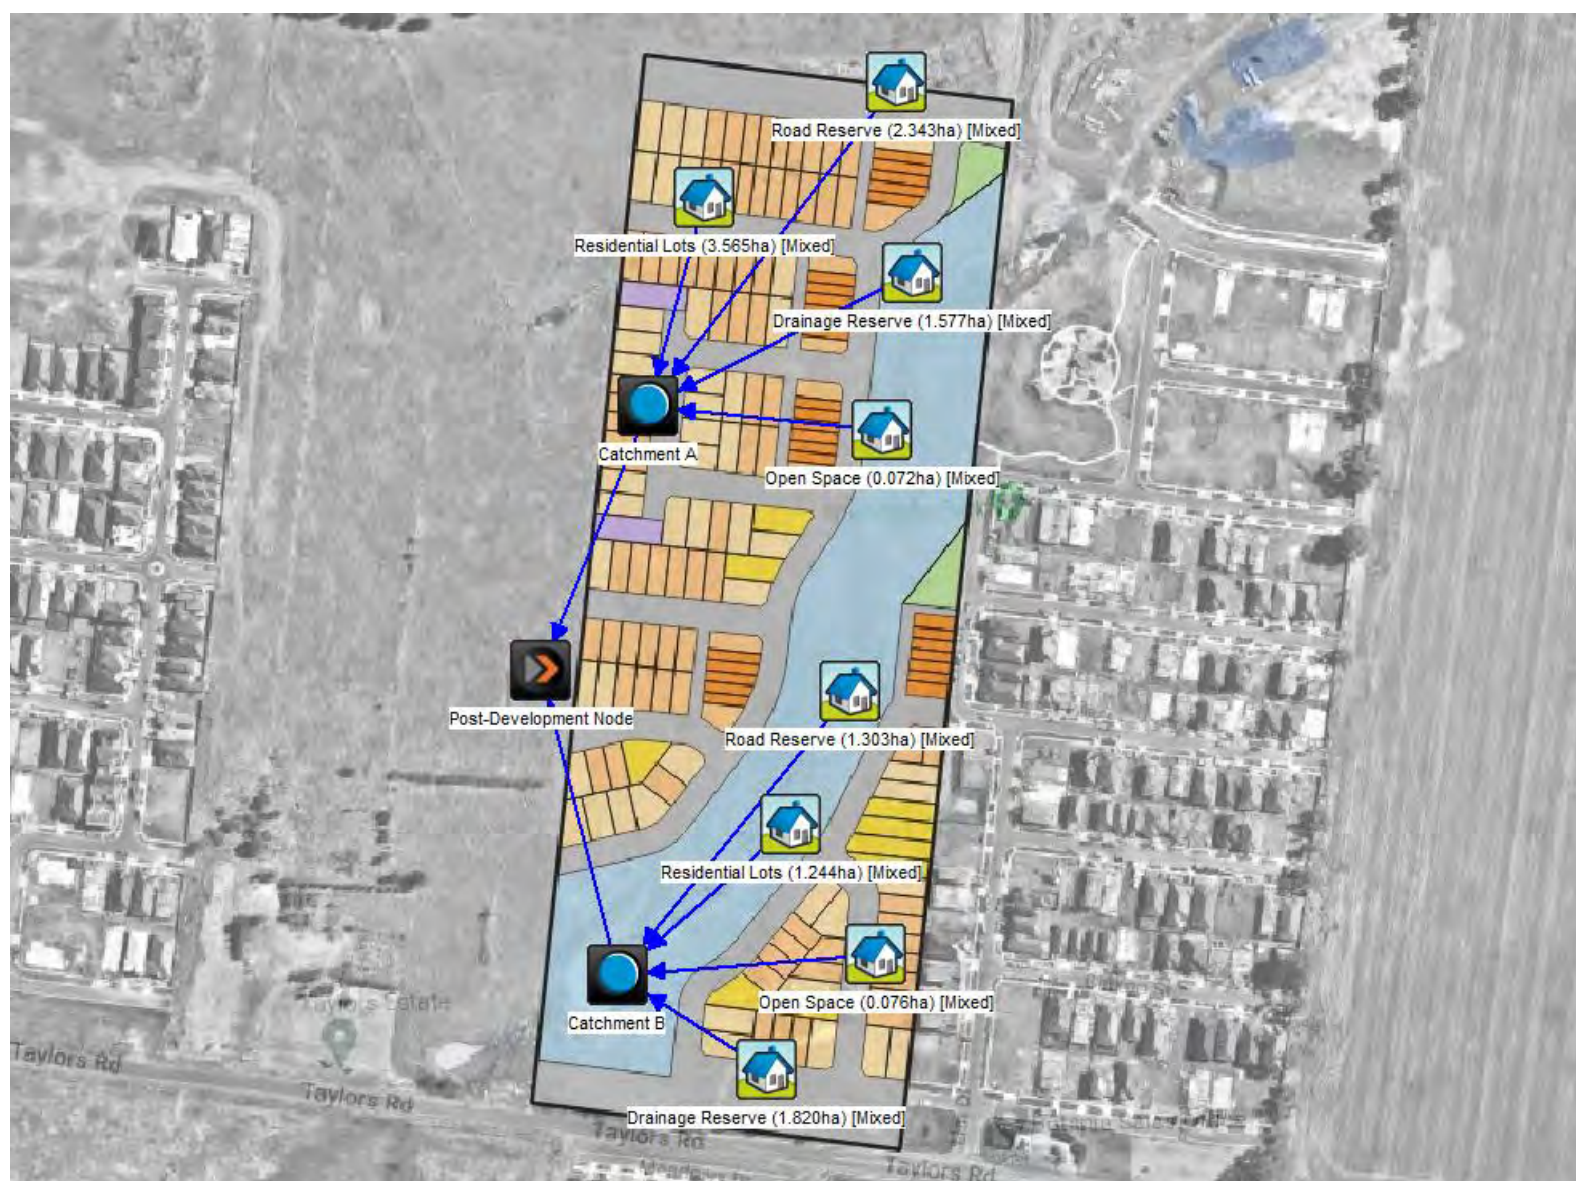 Road Reserve (2.343ha) [Mixed]
Residential Lots (3.565ha) [Mixed]
Drainage Reserve (1.577ha) [Mixed]
Catchment A
Open Space (0.072ha) [Mixed]
Post-Development Node
Road Reserve (1.303ha) [Mixed]
Residential Lots (1.244ha) [Mixed]
Open Space (0.076ha) [Mixed]
Taylors Estate
Catchment B
Taylors Rd
Taylors Rd
Drainage Reserve (1.820ha) [Mixed]
Taylors Rd
Taylors Rd